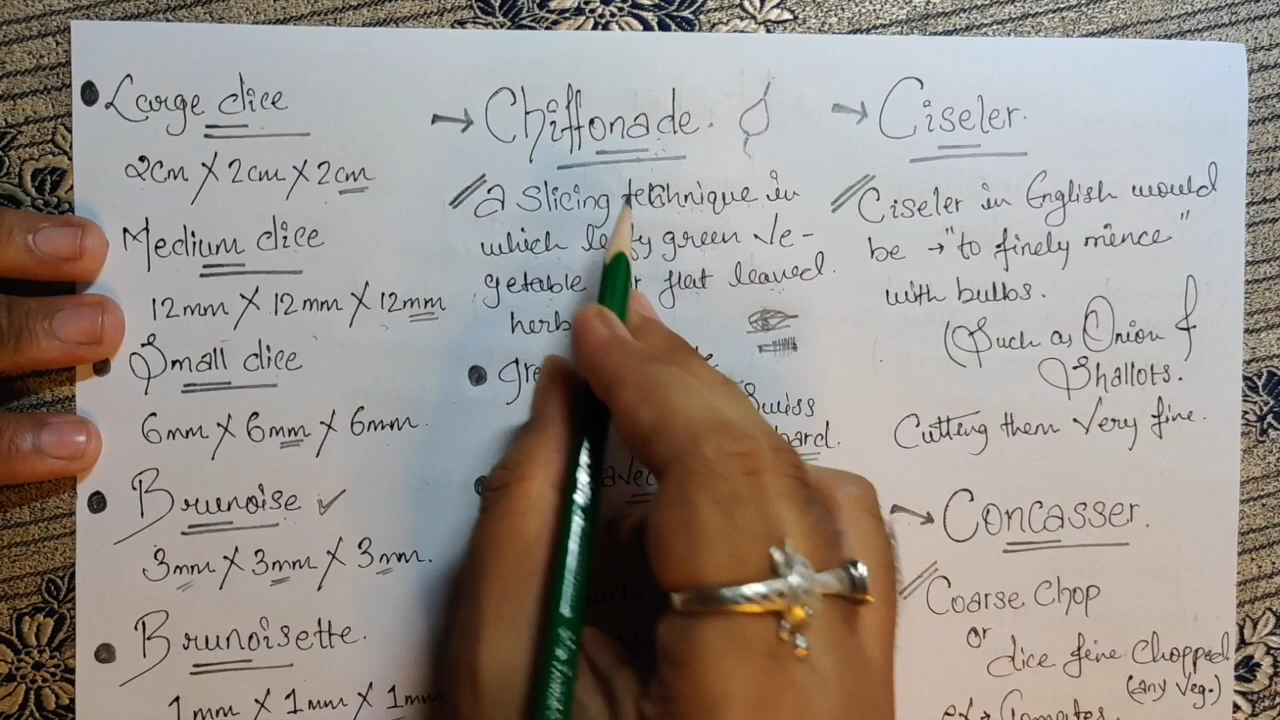 Large dice
2cm X 2cm X 2cm
Medium dice
12mm X 12mm X 12mm
Small dice
6mm X 6mm X 6mm.
Brunoise ✓
3mm X 3mm X 3mm.
Brunoisette.
1mm X 1mm X 1mm
→ Chiffonade.
a slicing technique in
which leafy green ve-
getable flat leaved
herb
Swiss
→ Ciseler.
Ciseler in English would
be → "to finely mence"
with bulbs.
(Such as Onion &
Shallots.
Cutting them very fine.
→ Concasser.
Coarse Chop
or
dice fine chopped
(any veg.)
ex → Tomatoes